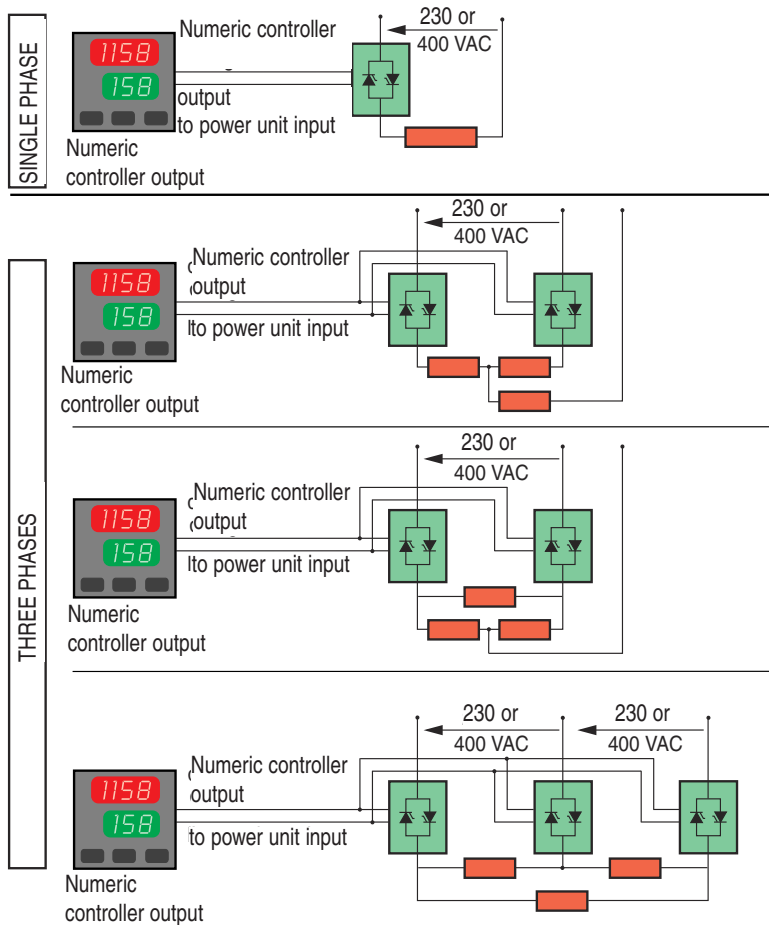 SINGLE PHASE
1158
158
Numeric controller
output
to power unit input
Numeric
controller output
230 or
400 VAC
THREE PHASES
1158
158
Numeric controller
output
to power unit input
Numeric
controller output
230 or
400 VAC
1158
158
Numeric controller
output
to power unit input
Numeric
controller output
230 or
400 VAC
1158
158
Numeric controller
output
to power unit input
Numeric
controller output
230 or
400 VAC
230 or
400 VAC